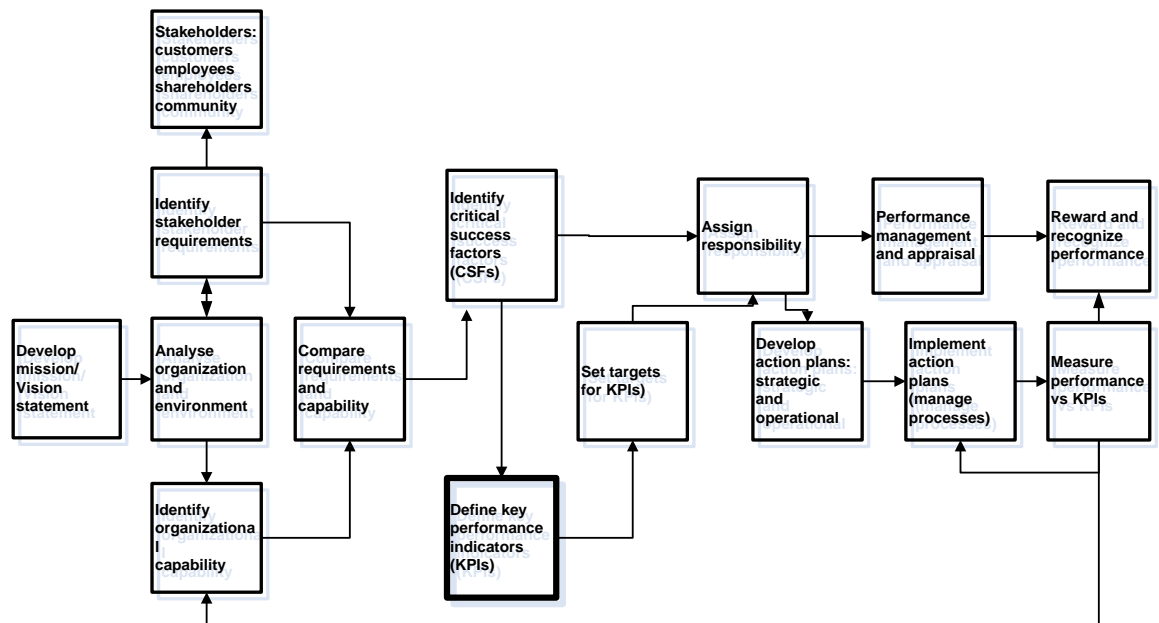 Stakeholders:
customers
employees
shareholders
community
Identify
stakeholder
requirements
Develop
mission/
Vision
statement
Analyse
organization
and
environment
Identify
organizationa
l
capability
Compare
requirements
and
capability
Identify
critical
success
factors
(CSFs)
Define key
performance
indicators
(KPIs)
Set targets
for KPIs)
Assign
responsibility
Develop
action plans:
strategic
and
operational
Performance
management
and appraisal
Implement
action
plans
(manage
processes)
Reward and
recognize
performance
Measure
performance
vs KPIs